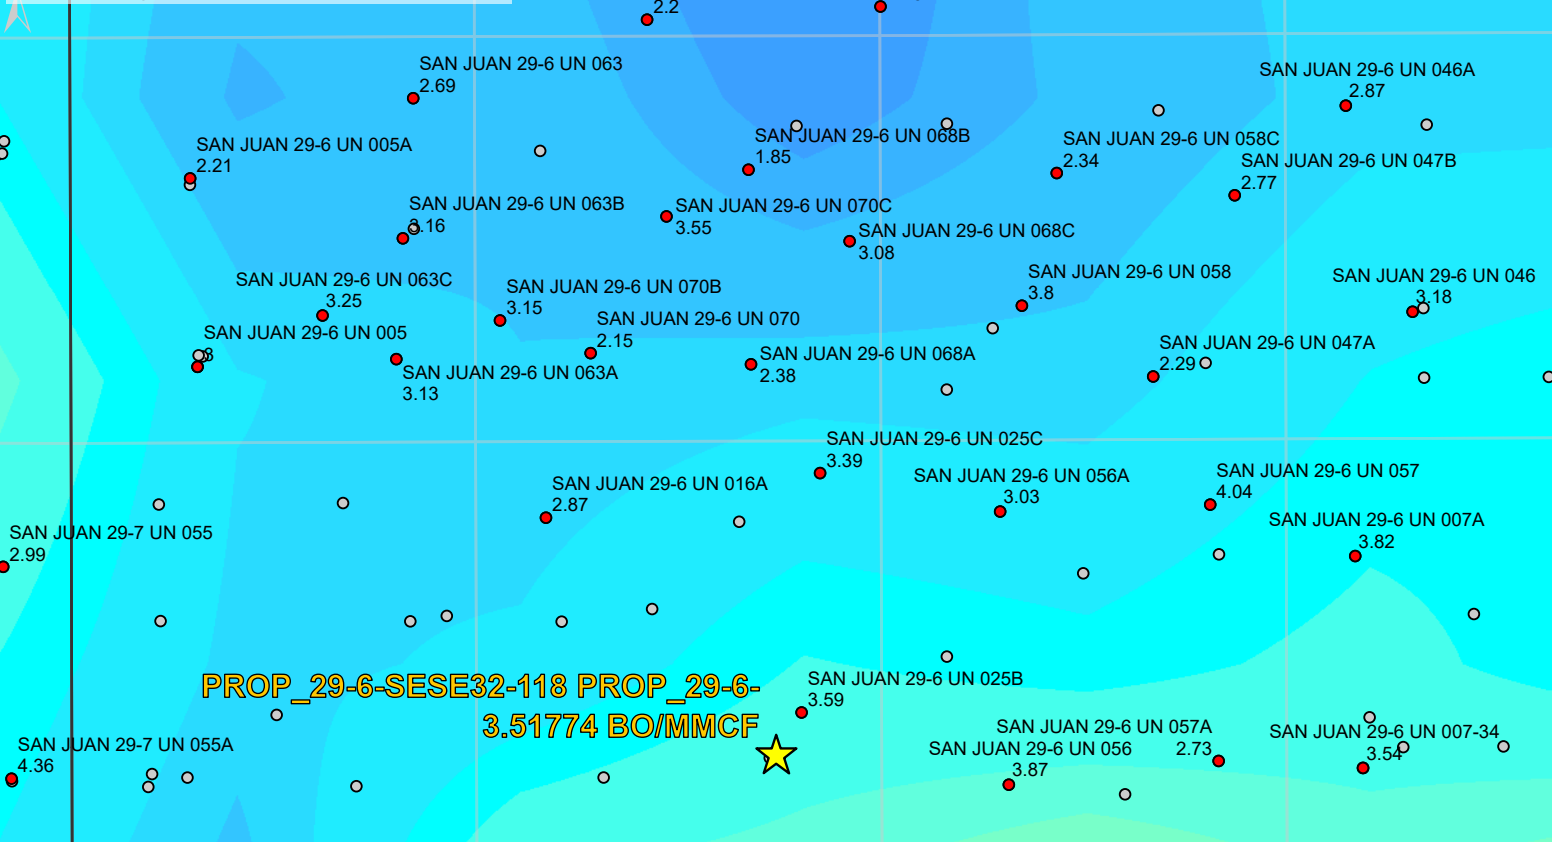 2.2
SAN JUAN 29-6 UN 063
2.69
SAN JUAN 29-6 UN 046A
2.87
SAN JUAN 29-6 UN 005A
2.21
SAN JUAN 29-6 UN 068B
1.85
SAN JUAN 29-6 UN 058C
2.34
SAN JUAN 29-6 UN 047B
2.77
SAN JUAN 29-6 UN 063B
3.16
SAN JUAN 29-6 UN 070C
3.55
SAN JUAN 29-6 UN 068C
3.08
SAN JUAN 29-6 UN 063C
3.25
SAN JUAN 29-6 UN 070B
3.15
SAN JUAN 29-6 UN 058
3.8
SAN JUAN 29-6 UN 046
3.18
SAN JUAN 29-6 UN 005
SAN JUAN 29-6 UN 070
2.15
SAN JUAN 29-6 UN 063A
3.13
SAN JUAN 29-6 UN 068A
2.38
SAN JUAN 29-6 UN 047A
2.29
SAN JUAN 29-6 UN 025C
3.39
SAN JUAN 29-6 UN 016A
2.87
SAN JUAN 29-6 UN 056A
3.03
SAN JUAN 29-6 UN 057
4.04
SAN JUAN 29-6 UN 007A
3.82
SAN JUAN 29-7 UN 055
2.99
PROP_29-6-SESE32-118 PROP_29-6-
3.51774 BO/MMCF
SAN JUAN 29-6 UN 025B
3.59
SAN JUAN 29-7 UN 055A
4.36
SAN JUAN 29-6 UN 057A
2.73
SAN JUAN 29-6 UN 056
3.87
SAN JUAN 29-6 UN 007-34
3.54